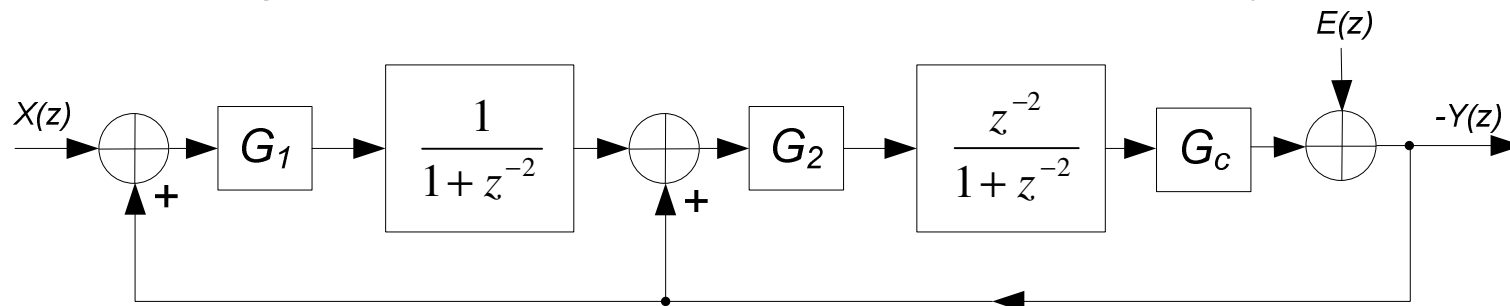 E(z)
X(z)
G1
1
1 + z^-2
G2
z^-2
1 + z^-2
Gc
-Y(z)
+
+